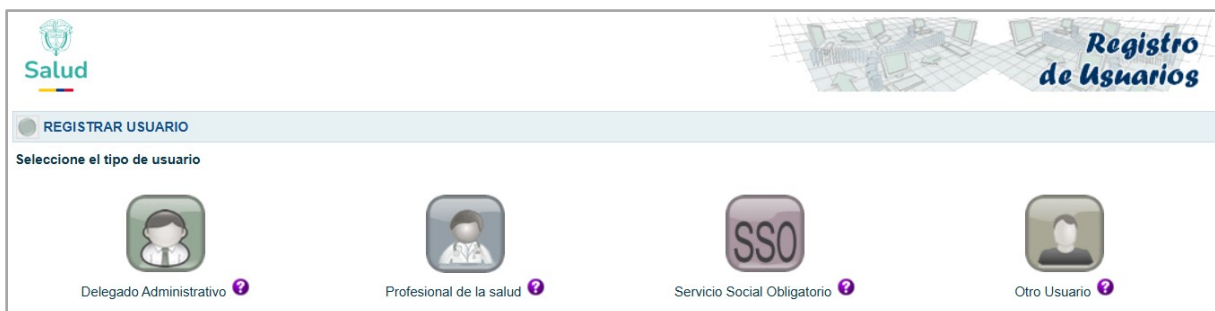 Salud
Registro
de Usuarios
REGISTRAR USUARIO
Seleccione el tipo de usuario
SSO
Delegado Administrativo ?
Profesional de la salud ?
Servicio Social Obligatorio ?
Otro Usuario ?